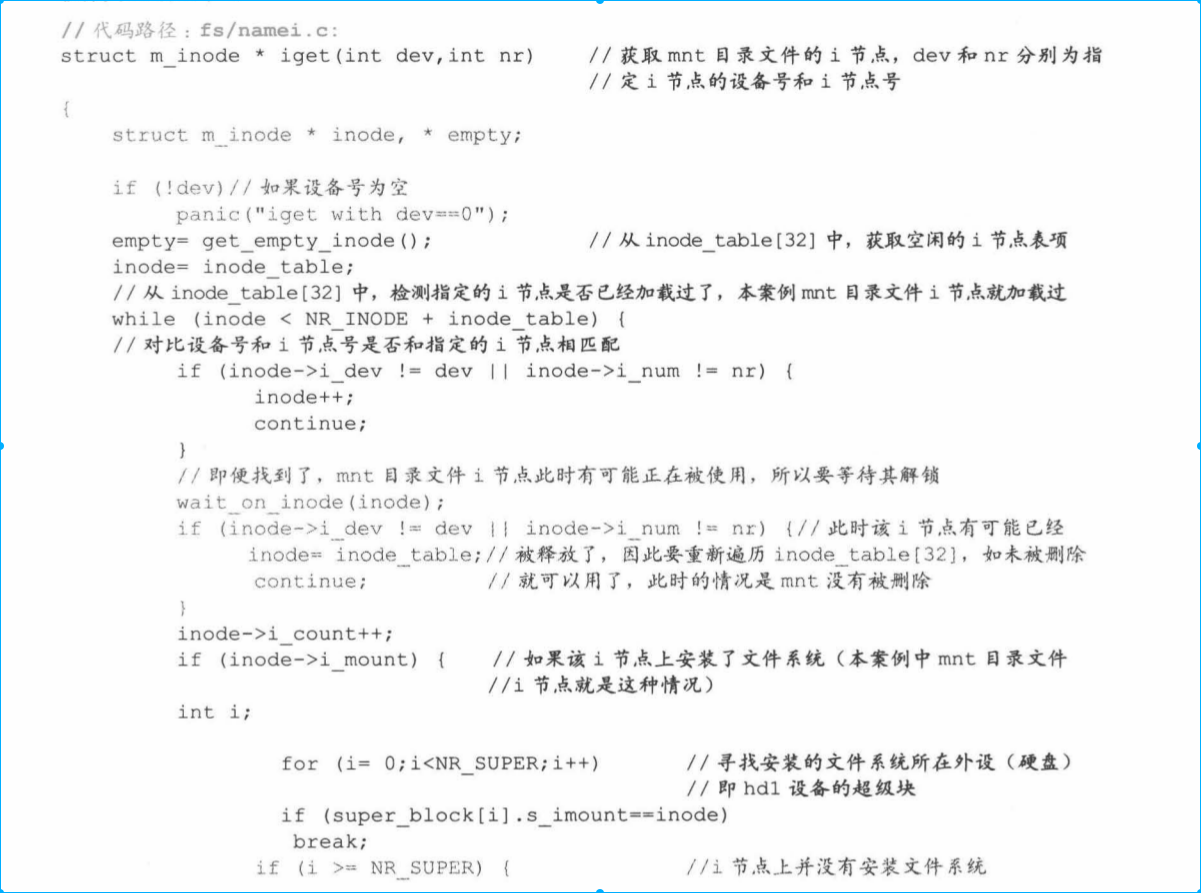 // 代码路径：fs/namei.c:
struct m_inode * iget(int dev,int nr) // 获取 mnt 目录文件的 i 节点，dev 和 nr 分别为指
// 定 i 节点的设备号和 i 节点号
{
struct m_inode * inode, * empty;
if (!dev)// 如果设备号为空
panic("iget with dev==0");
empty= get_empty_inode(); // 从 inode_table[32] 中，获取空闲的 i 节点表项
inode= inode_table;
// 从 inode_table[32] 中，检测指定的 i 节点是否已经加载过了，本案例 mnt 目录文件 i 节点就加载过
while (inode < NR_INODE + inode_table) {
// 对比设备号和 i 节点号是否和指定的 i 节点相匹配
if (inode->i_dev != dev || inode->i_num != nr) {
inode++;
continue;
}
// 即便找到了，mnt 目录文件 i 节点此时有可能正在被使用，所以要等待其解锁
wait_on_inode(inode);
if (inode->i_dev != dev || inode->i_num != nr) {// 此时该 i 节点有可能已经
inode= inode_table;// 被释放了，因此要重新遍历 inode_table[32]，如未被删除
continue; // 就可以用了，此时的情况是 mnt 没有被删除
}
inode->i_count++;
if (inode->i_mount) { // 如果该 i 节点上安装了文件系统（本案例中 mnt 目录文件
//i 节点就是这种情况）
int i;
for (i= 0;i<NR_SUPER;i++) // 寻找安装的文件系统所在外设（硬盘）
// 即 hd1 设备的超级块
if (super_block[i].s_imount==inode)
break;
if (i >= NR_SUPER) { //i 节点上并没有安装文件系统